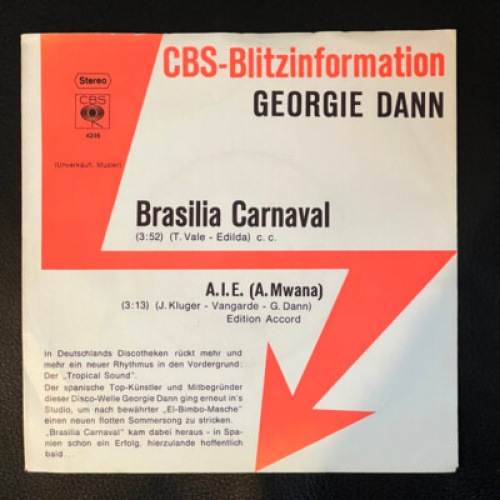 CBS-Blitzinformation
GEORGIE DANN
Stereo
CBS
4246
(Unverkäufl. Muster)
Brasilia Carnaval
(3:52) (T. Vale - Edilda) c. c.
A.I.E. (A.Mwana)
(3:13) (J. Kluger - Vangarde - G. Dann)
Edition Accord
In Deutschlands Discotheken rückt mehr und
mehr ein neuer Rhythmus in den Vordergrund:
Der „Tropical Sound".
Der spanische Top-Künstler und Mitbegründer
dieser Disco-Welle Georgie Dann ging erneut in's
Studio, um nach bewährter „El-Bimbo-Masche"
einen neuen flotten Sommersong zu stricken.
„Brasilia Carnaval" kam dabei heraus - in Spa-
nien schon ein Erfolg, hierzulande hoffentlich
bald...